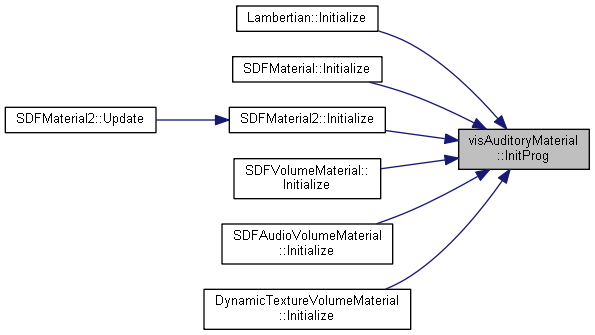 Lambertian::Initialize
SDFMaterial::Initialize
SDFMaterial2::Update
SDFMaterial2::Initialize
visAuditoryMaterial
::InitProg
SDFVolumeMaterial::
Initialize
SDFAudioVolumeMaterial
::Initialize
DynamicTextureVolumeMaterial
::Initialize